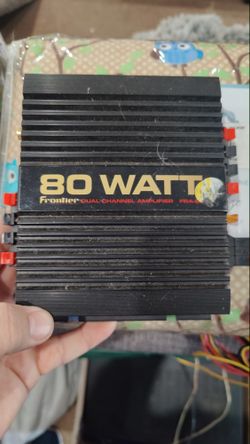 80 WATT
Frontier DUAL CHANNEL AMPLIFIER